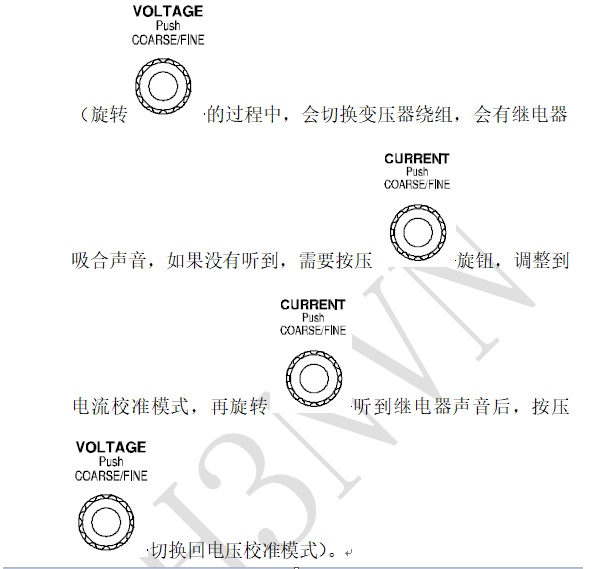 VOLTAGE
Push
COARSE/FINE
（旋转 的过程中，会切换变压器绕组，会有继电器
CURRENT
Push
COARSE/FINE
吸合声音，如果没有听到，需要按压 旋钮，调整到
CURRENT
Push
COARSE/FINE
电流校准模式，再旋转 听到继电器声音后，按压
VOLTAGE
Push
COARSE/FINE
切换回电压校准模式）。
H3NVN